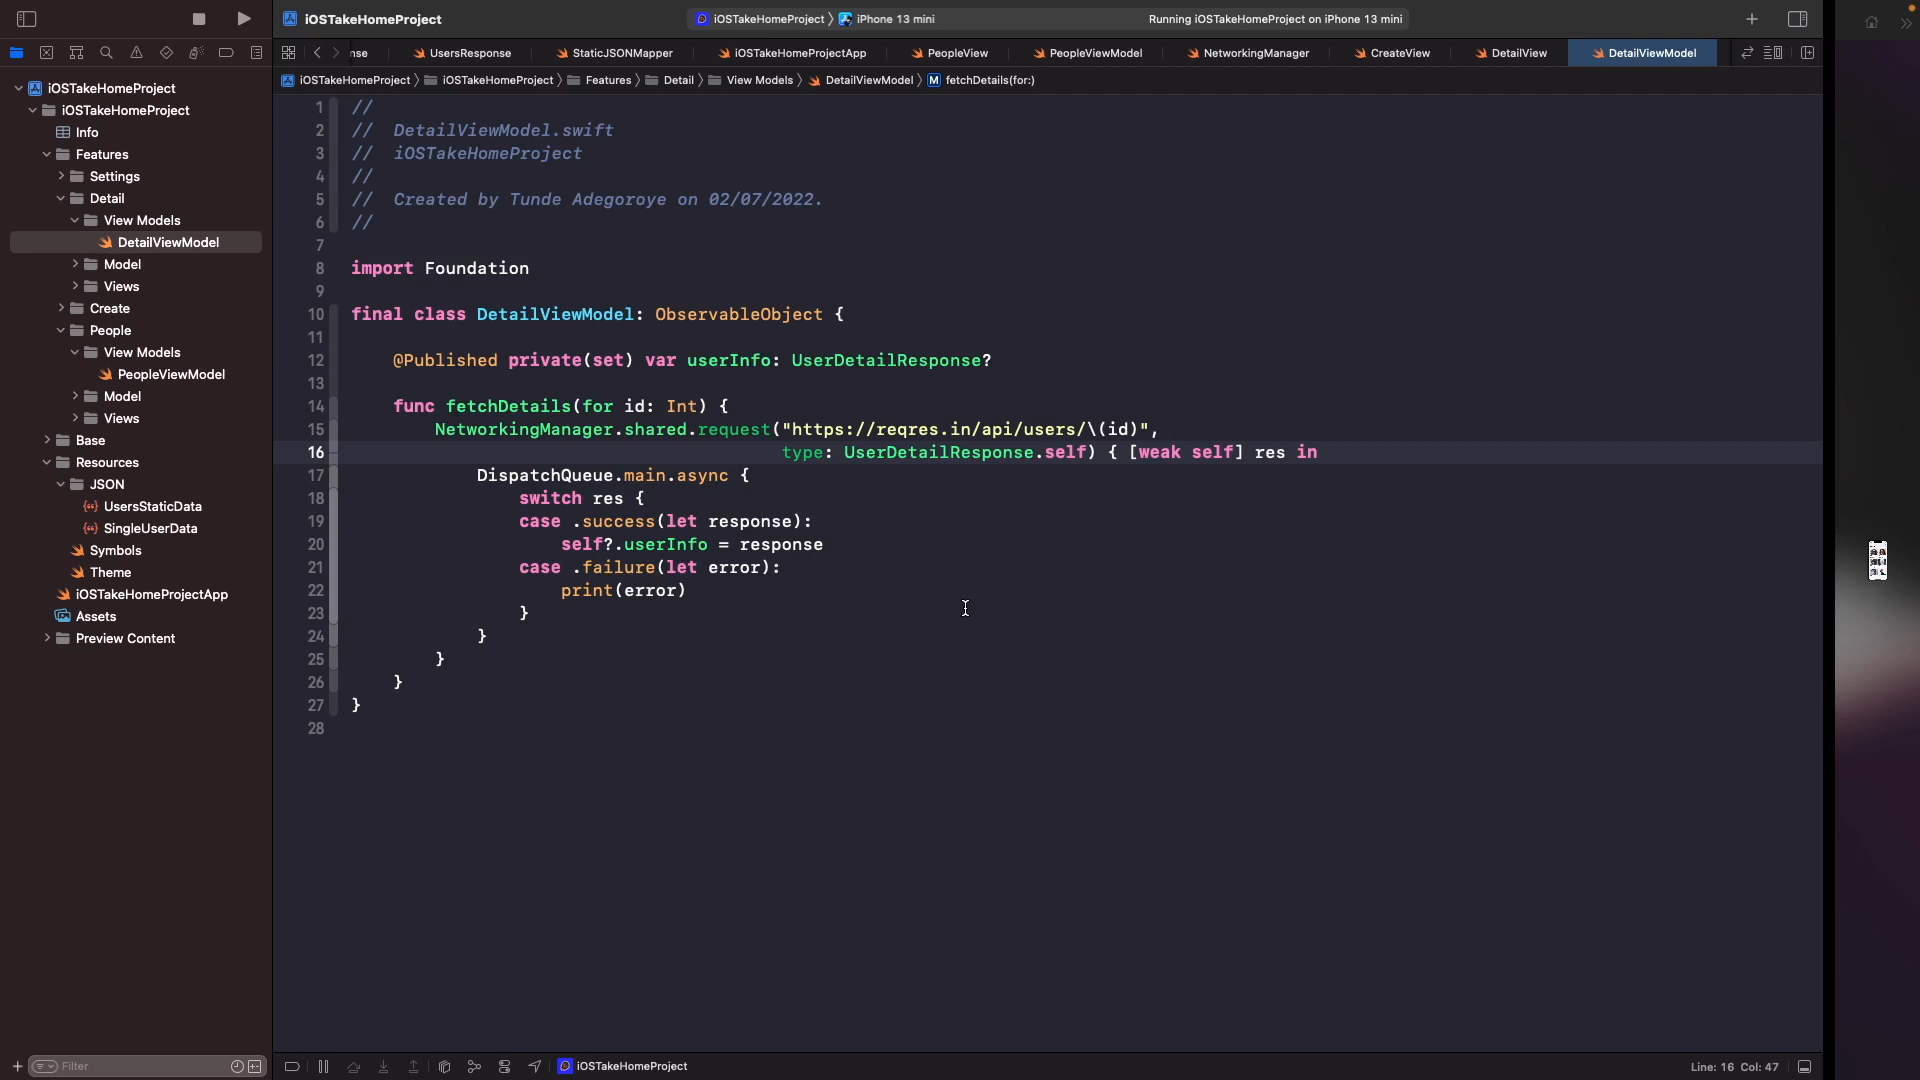 iOSTakeHomeProject
iOSTakeHomeProject
iPhone 13 mini
Running iOSTakeHomeProject on iPhone 13 mini
nse
UsersResponse
StaticJSONMapper
iOSTakeHomeProjectApp
PeopleView
PeopleViewModel
NetworkingManager
CreateView
DetailView
DetailViewModel
iOSTakeHomeProject
iOSTakeHomeProject
Features
Detail
View Models
DetailViewModel
M fetchDetails(for:)
iOSTakeHomeProject
iOSTakeHomeProject
Info
Features
Settings
Detail
View Models
DetailViewModel
Model
Views
Create
People
View Models
PeopleViewModel
Model
Views
Base
Resources
JSON
UsersStaticData
SingleUserData
Symbols
Theme
iOSTakeHomeProjectApp
Assets
Preview Content
Filter
1 //
2 // DetailViewModel.swift
3 // iOSTakeHomeProject
4 //
5 // Created by Tunde Adegoroye on 02/07/2022.
6 //
7
8 import Foundation
9
10 final class DetailViewModel: ObservableObject {
11
12 @Published private(set) var userInfo: UserDetailResponse?
13
14 func fetchDetails(for id: Int) {
15 NetworkingManager.shared.request("https://reqres.in/api/users/\(id)",
16 type: UserDetailResponse.self) { [weak self] res in
17 DispatchQueue.main.async {
18 switch res {
19 case .success(let response):
20 self?.userInfo = response
21 case .failure(let error):
22 print(error)
23 }
24 }
25 }
26 }
27 }
28
iOSTakeHomeProject
Line: 16 Col: 47